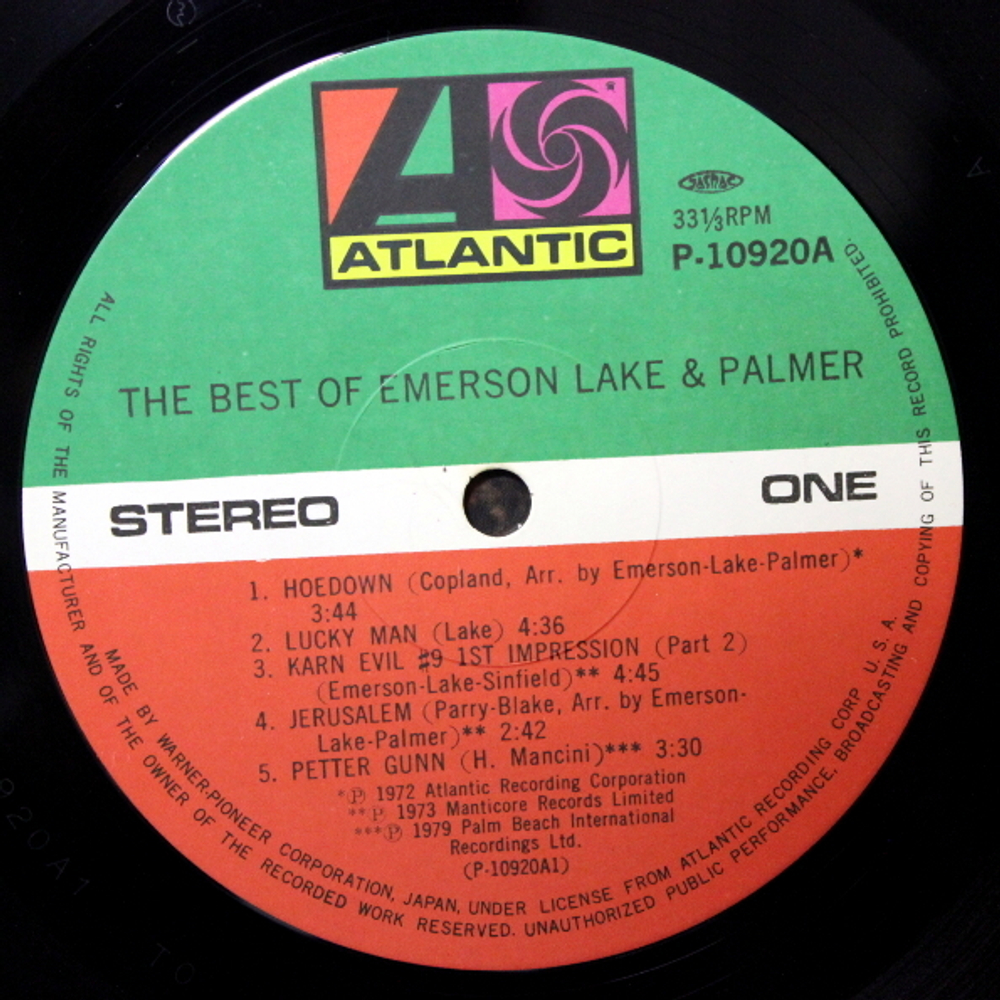 ATLANTIC
®
JASRAC
33⅓RPM
P-10920A
THE BEST OF EMERSON LAKE & PALMER
STEREO
ONE
1. HOEDOWN (Copland, Arr. by Emerson-Lake-Palmer)*
3:44
2. LUCKY MAN (Lake) 4:36
3. KARN EVIL #9 1ST IMPRESSION (Part 2)
(Emerson-Lake-Sinfield)** 4:45
4. JERUSALEM (Parry-Blake, Arr. by Emerson-
Lake-Palmer)** 2:42
5. PETTER GUNN (H. Mancini)*** 3:30
*Ⓟ 1972 Atlantic Recording Corporation
**Ⓟ 1973 Manticore Records Limited
***Ⓟ 1979 Palm Beach International
Recordings Ltd.
(P-10920A1)
MADE BY WARNER-PIONEER CORPORATION, JAPAN, UNDER LICENSE FROM ATLANTIC RECORDING CORP U. S. A.
ALL RIGHTS OF THE MANUFACTURER AND OF THE OWNER OF THE RECORDED WORK RESERVED. UNAUTHORIZED PUBLIC PERFORMANCE, BROADCASTING AND COPYING OF THIS RECORD PROHIBITED.